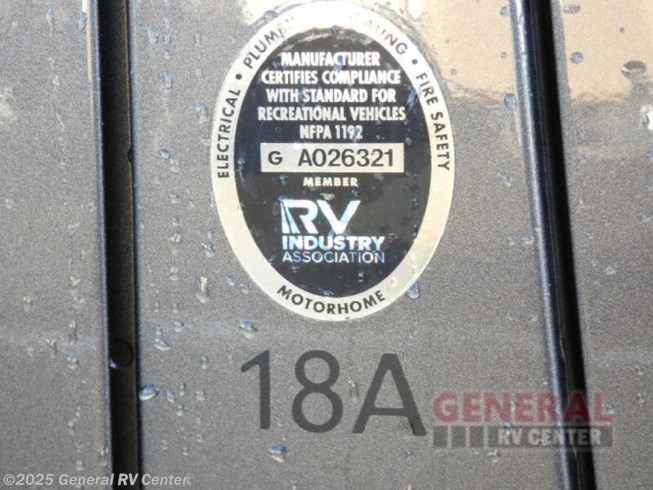 ELECTRICAL • PLUMBING • HEATING • FIRE SAFETY
MANUFACTURER
CERTIFIES COMPLIANCE
WITH STANDARD FOR
RECREATIONAL VEHICLES
NFPA 1192
G A026321
MEMBER
RV
INDUSTRY
ASSOCIATION
MOTORHOME
18A
GENERAL
RV CENTER
©2025 General RV Center